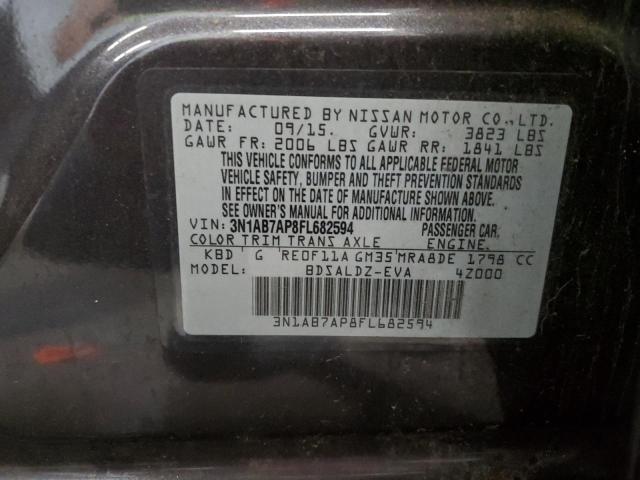 MANUFACTURED BY NISSAN MOTOR CO.,LTD.
DATE: 09/15. GVWR: 3823 LBS
GAWR FR: 2006 LBS GAWR RR: 1841 LBS
THIS VEHICLE CONFORMS TO ALL APPLICABLE FEDERAL MOTOR
VEHICLE SAFETY, BUMPER AND THEFT PREVENTION STANDARDS
IN EFFECT ON THE DATE OF MANUFACTURE SHOWN ABOVE.
SEE OWNER'S MANUAL FOR ADDITIONAL INFORMATION.
VIN: 3N1AB7AP8FL682594 PASSENGER CAR.
COLOR TRIM TRANS AXLE ENGINE.
KBD G RE0F11A GM35 MRA8DE 1798 CC
MODEL: BDSALDZ-EVA 4Z000
3N1AB7AP8FL682594